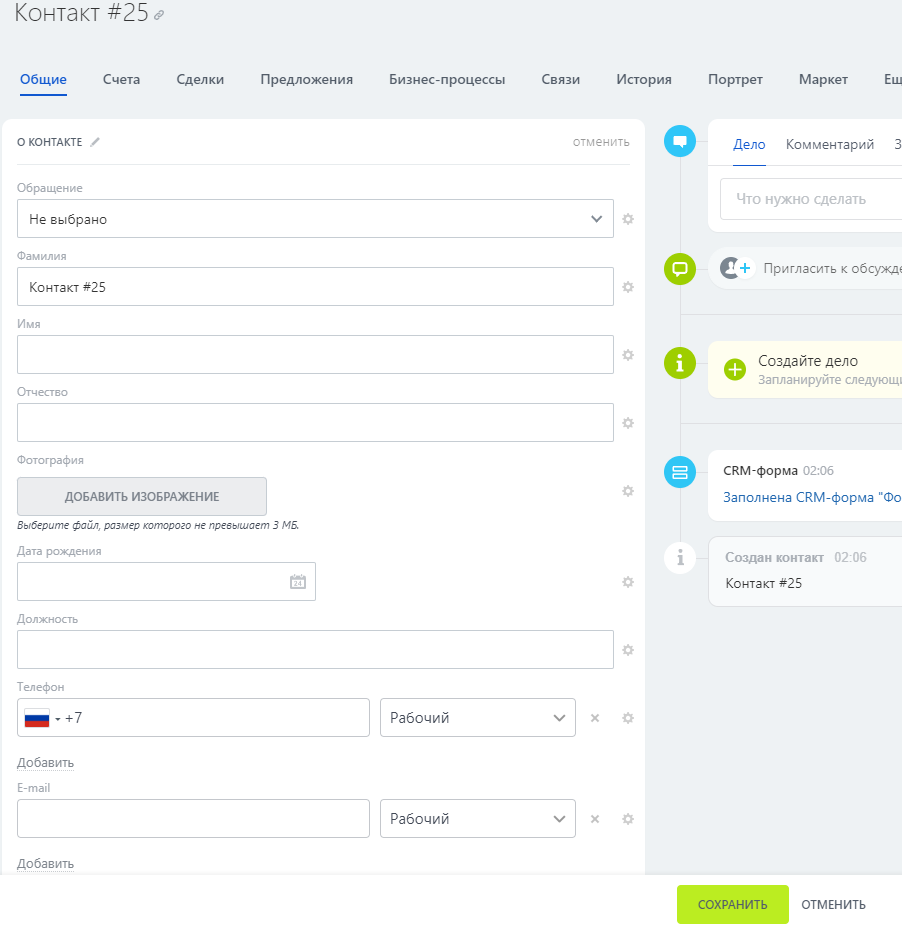 Контакт #25
Общие Счета Сделки Предложения Бизнес-процессы Связи История Портрет Маркет Ещ
О КОНТАКТЕ отменить
Обращение
Не выбрано
Фамилия
Контакт #25
Имя
Отчество
Фотография
ДОБАВИТЬ ИЗОБРАЖЕНИЕ
Выберите файл, размер которого не превышает 3 МБ.
Дата рождения
24
Должность
Телефон
+7 Рабочий
Добавить
E-mail
Рабочий
Добавить
Дело Комментарий З
Что нужно сделать
Пригласить к обсужде
Создайте дело
Запланируйте следующи
CRM-форма 02:06
Заполнена CRM-форма "Фо
Создан контакт 02:06
Контакт #25
СОХРАНИТЬ ОТМЕНИТЬ